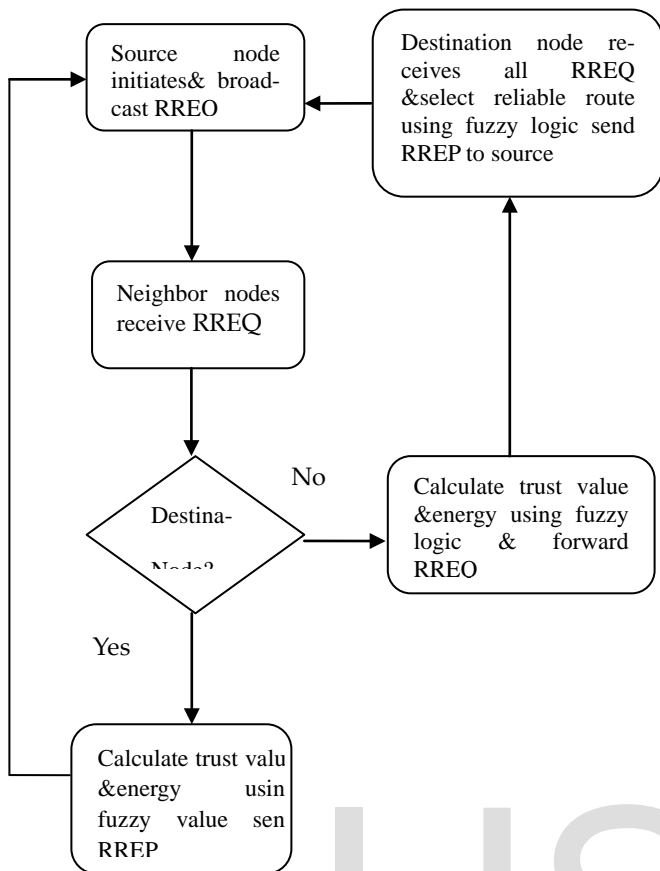 Source node
initiates& broad-
cast RREO
Destination node re-
ceives all RREQ
&select reliable route
using fuzzy logic send
RREP to source
Neighbor nodes
receive RREQ
Destina-
Node?
No
Calculate trust value
&energy using fuzzy
logic & forward
RREO
Yes
Calculate trust valu
&energy usin
fuzzy value sen
RREP